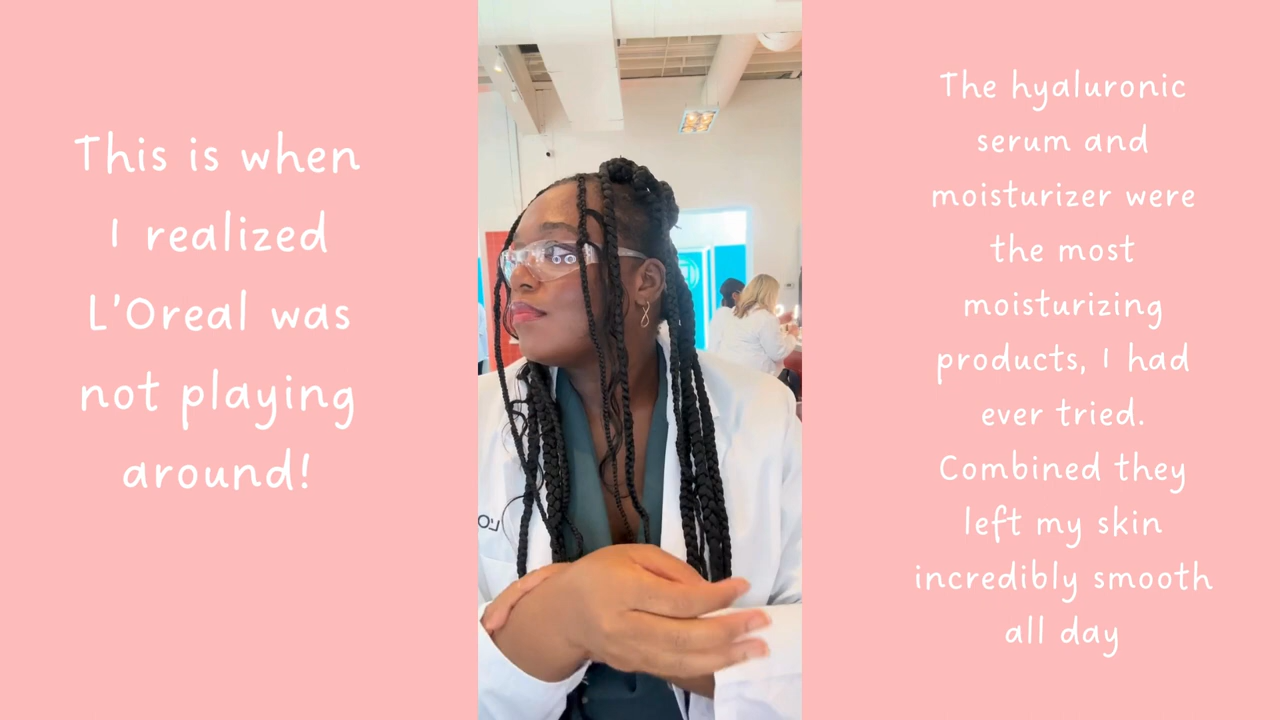 This is when
I realized
L'Oreal was
not playing
around!
The hyaluronic
serum and
moisturizer were
the most
moisturizing
products, I had
ever tried.
Combined they
left my skin
incredibly smooth
all day